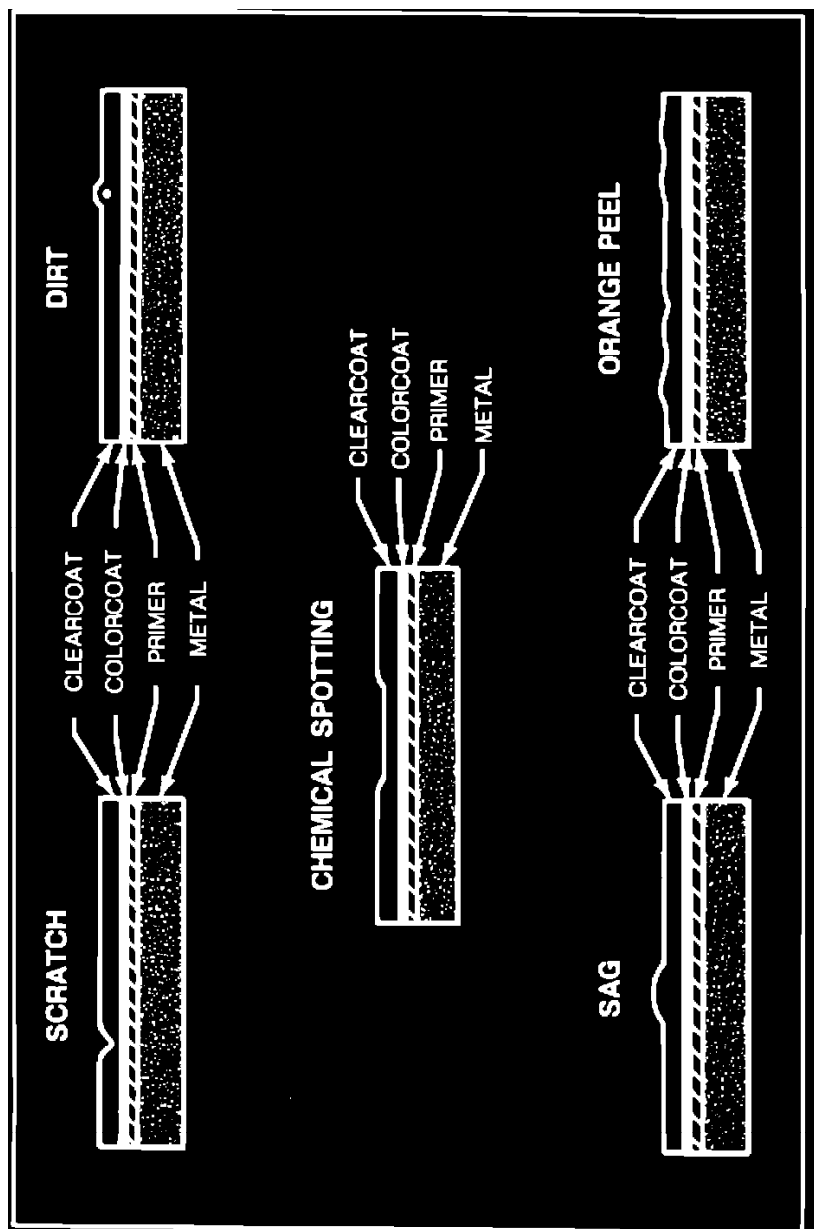 SCRATCH
DIRT
CLEARCOAT
COLORCOAT
PRIMER
METAL
CHEMICAL SPOTTING
CLEARCOAT
COLORCOAT
PRIMER
METAL
SAG
ORANGE PEEL
CLEARCOAT
COLORCOAT
PRIMER
METAL